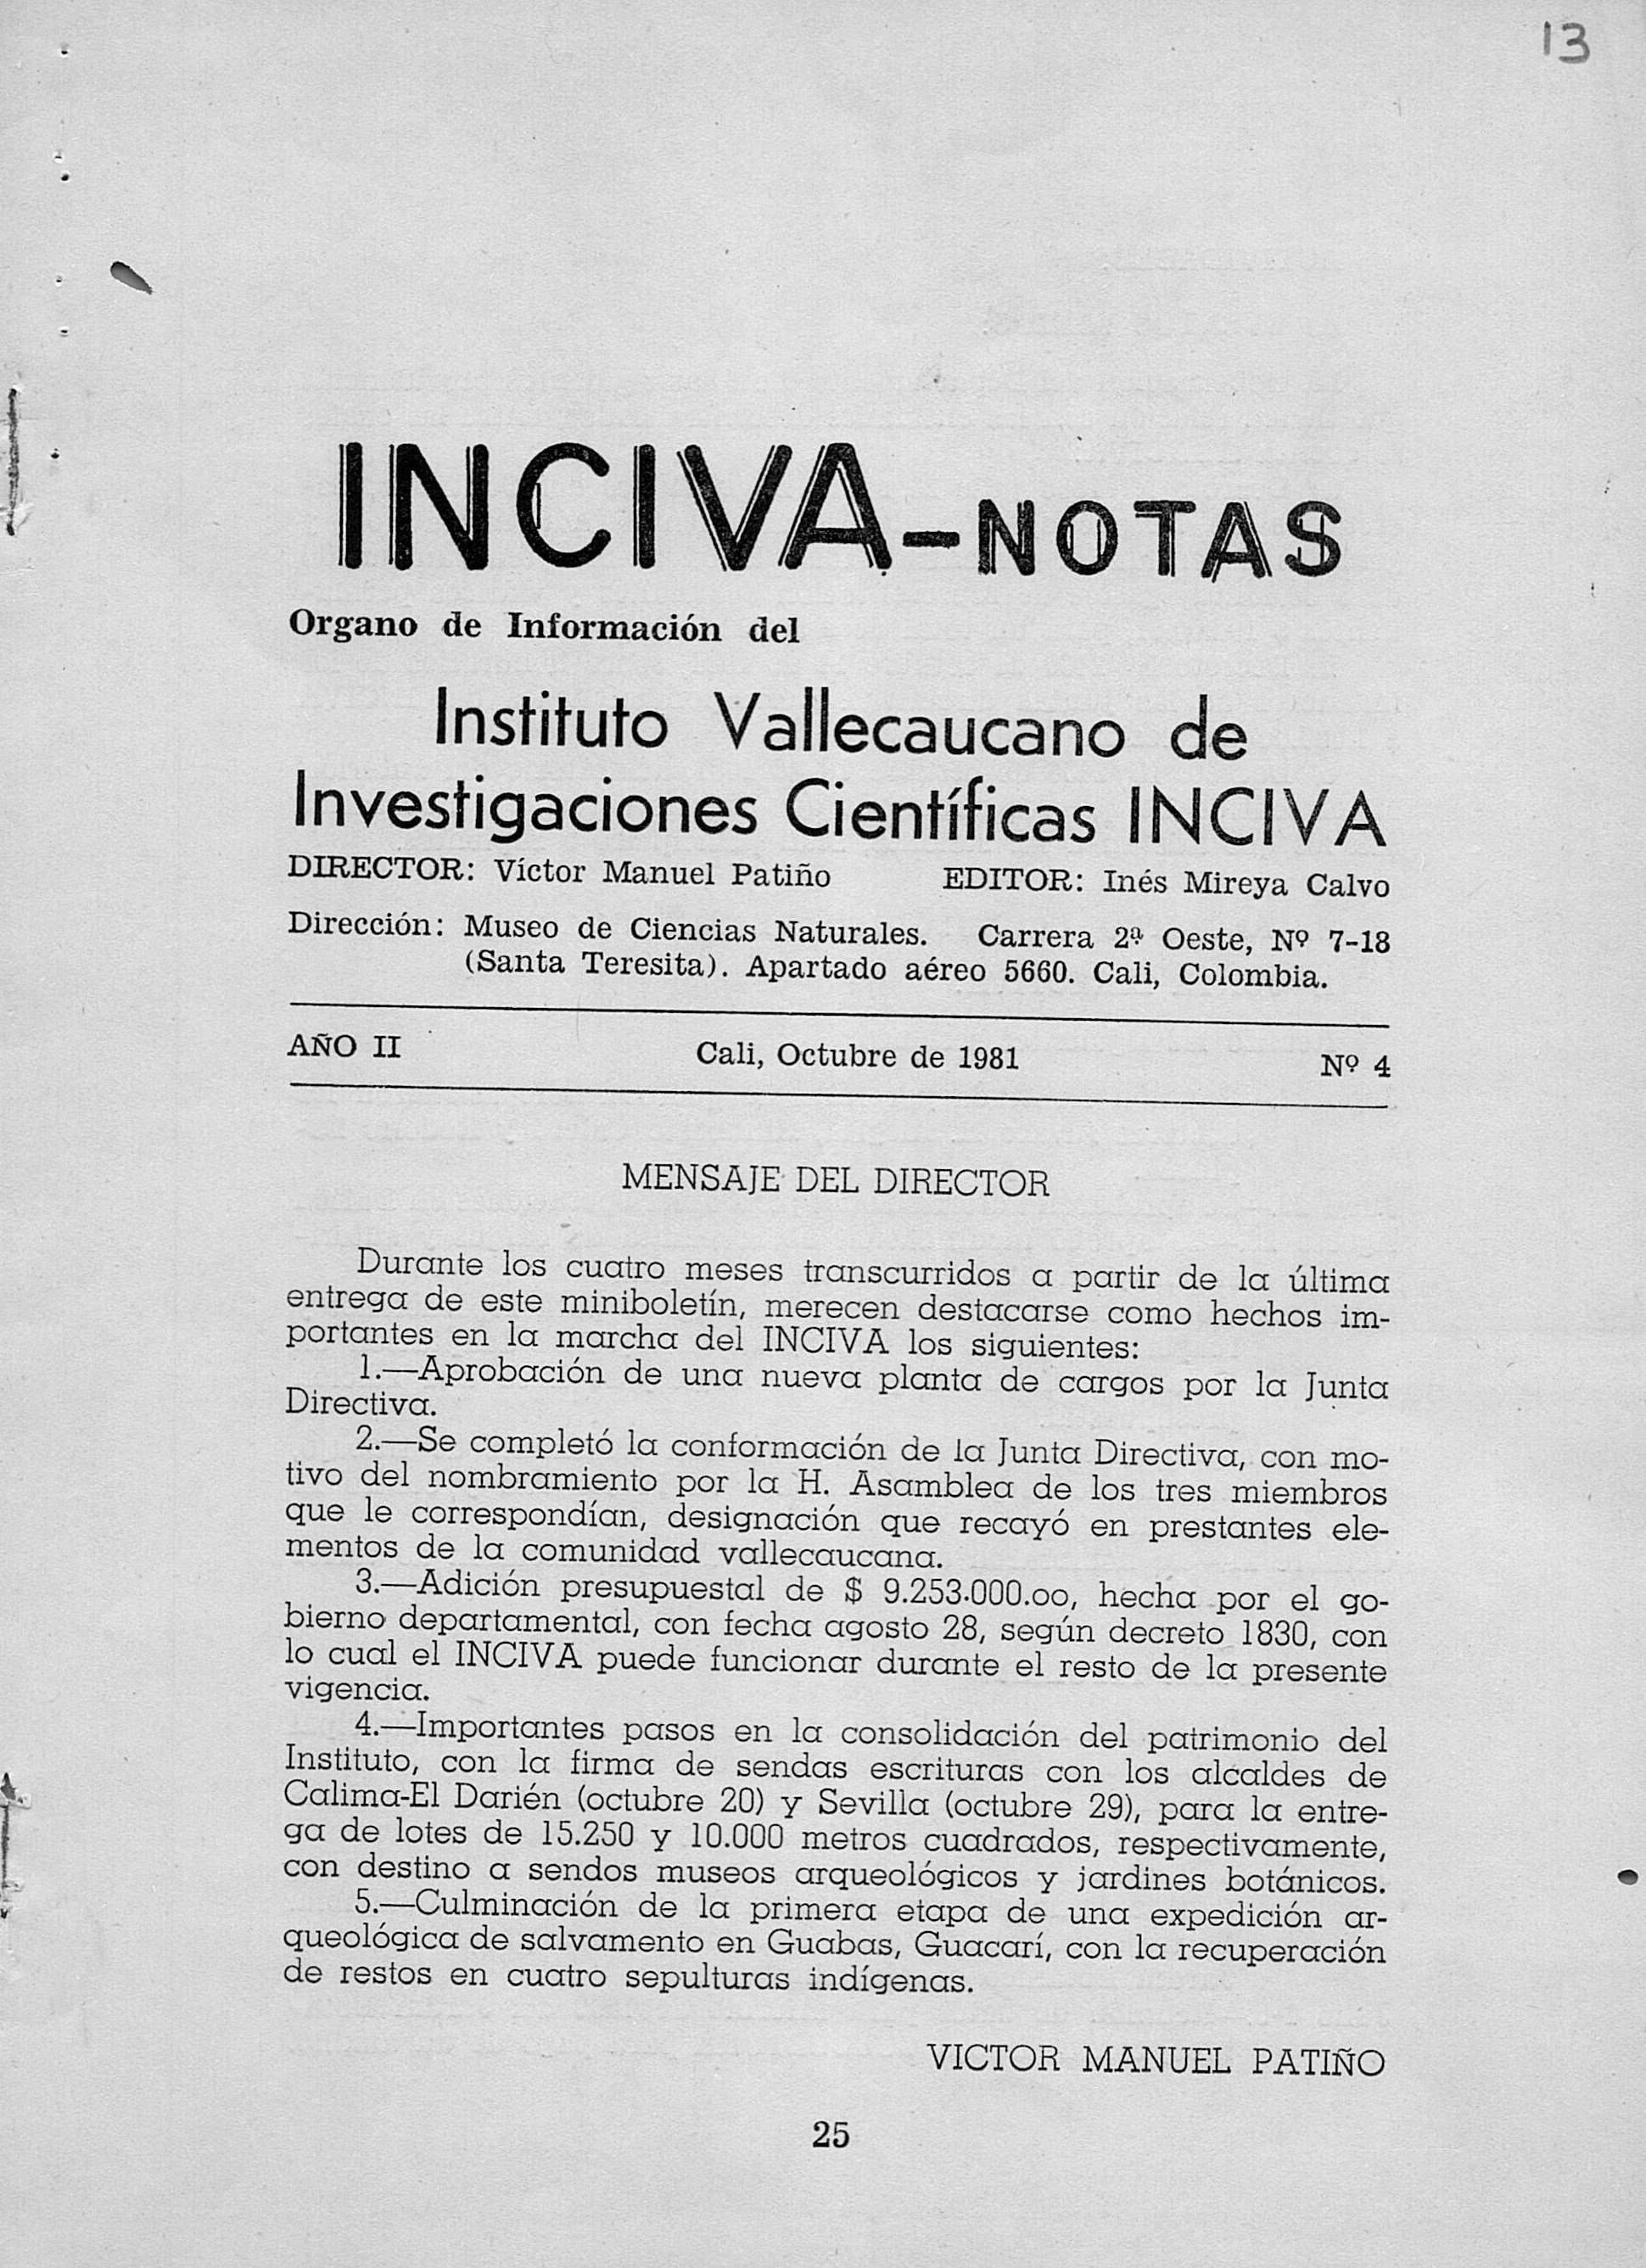 13
INCIVA-NOTAS
Organo de Información del
Instituto Vallecaucano de
Investigaciones Científicas INCIVA
DIRECTOR: Víctor Manuel Patiño EDITOR: Inés Mireya Calvo
Dirección: Museo de Ciencias Naturales. Carrera 2ª Oeste, Nº 7-18
(Santa Teresita). Apartado aéreo 5660. Cali, Colombia.
AÑO II Cali, Octubre de 1981 Nº 4
MENSAJE DEL DIRECTOR
Durante los cuatro meses transcurridos a partir de la última
entrega de este miniboletín, merecen destacarse como hechos im-
portantes en la marcha del INCIVA los siguientes:
1.—Aprobación de una nueva planta de cargos por la Junta
Directiva.
2.—Se completó la conformación de la Junta Directiva, con mo-
tivo del nombramiento por la H. Asamblea de los tres miembros
que le correspondían, designación que recayó en prestantes ele-
mentos de la comunidad vallecaucana.
3.—Adición presupuestal de $ 9.253.000.oo, hecha por el go-
bierno departamental, con fecha agosto 28, según decreto 1830, con
lo cual el INCIVA puede funcionar durante el resto de la presente
vigencia.
4.—Importantes pasos en la consolidación del patrimonio del
Instituto, con la firma de sendas escrituras con los alcaldes de
Calima-El Darién (octubre 20) y Sevilla (octubre 29), para la entre-
ga de lotes de 15.250 y 10.000 metros cuadrados, respectivamente,
con destino a sendos museos arqueológicos y jardines botánicos.
5.—Culminación de la primera etapa de una expedición ar-
queológica de salvamento en Guabas, Guacarí, con la recuperación
de restos en cuatro sepulturas indígenas.
VICTOR MANUEL PATIÑO
25